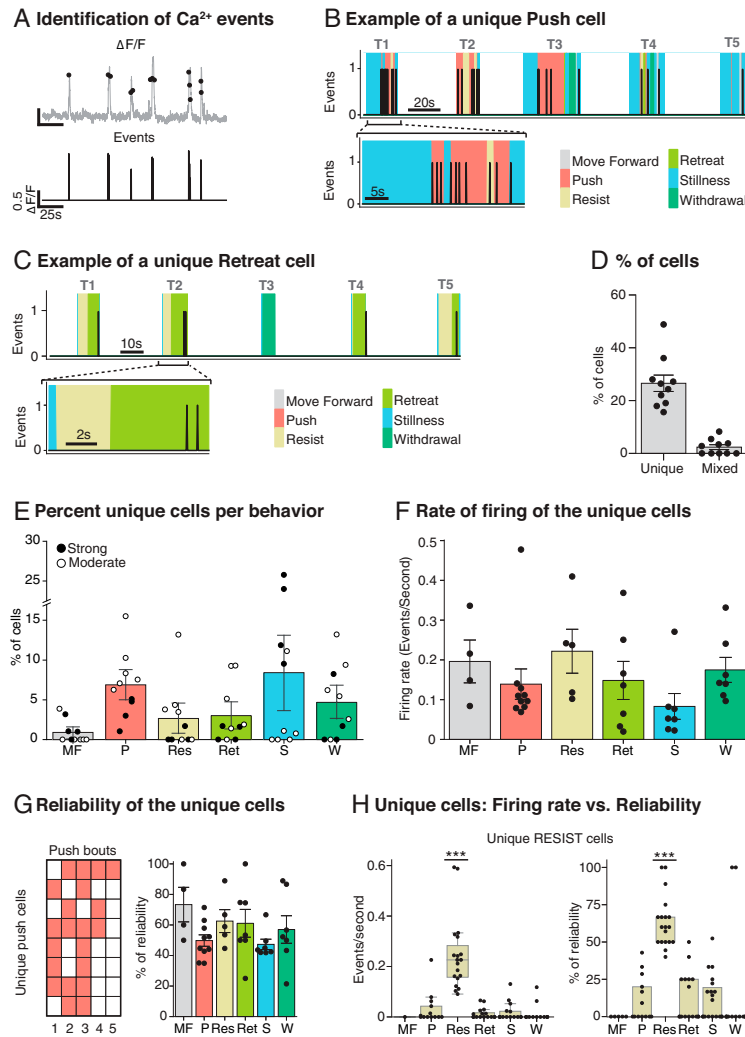 A Identification of Ca²⁺ events
ΔF/F
Events
0.5
ΔF/F
25s
B Example of a unique Push cell
T1 T2 T3 T4 T5
Events
1
0
20s
Events
1
0
5s
Move Forward
Push
Resist
Retreat
Stillness
Withdrawal
C Example of a unique Retreat cell
T1 T2 T3 T4 T5
Events
1
0
10s
Events
1
0
2s
Move Forward
Push
Resist
Retreat
Stillness
Withdrawal
D % of cells
% of cells
60
40
20
0
Unique Mixed
E Percent unique cells per behavior
Strong
Moderate
% of cells
30
25
15
10
5
0
MF P Res Ret S W
F Rate of firing of the unique cells
Firing rate (Events/Second)
0.5
0.4
0.3
0.2
0.1
0
MF P Res Ret S W
G Reliability of the unique cells
Push bouts
Unique push cells
1 2 3 4 5
% of reliability
100
80
60
40
20
0
MF P Res Ret S W
H Unique cells: Firing rate vs. Reliability
Unique RESIST cells
Events/second
0.6
0.4
0.2
0
***
MF P Res Ret S W
% of reliability
100
75
50
25
0
***
MF P Res Ret S W